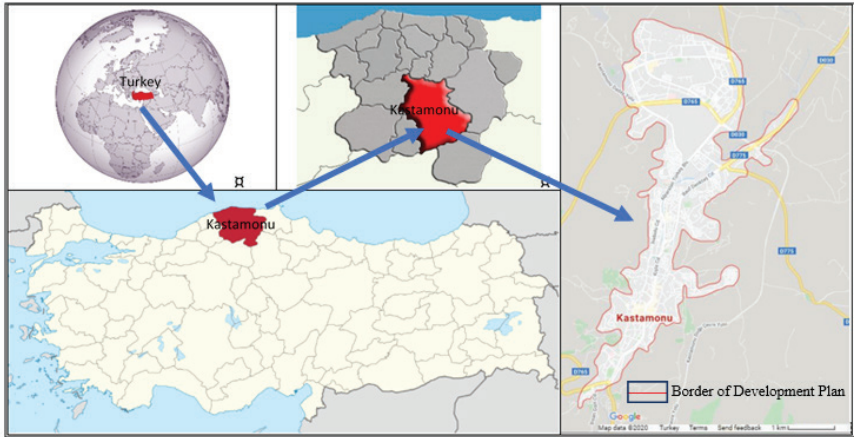 Turkey
¤
Kastamonu
¤
Kastamonu
D030
D765
D765
D030
D775
D775
Kastamonu
D765
Border of Development Plan
Google
Map data ©2020 Turkey Terms Send feedback 1 km